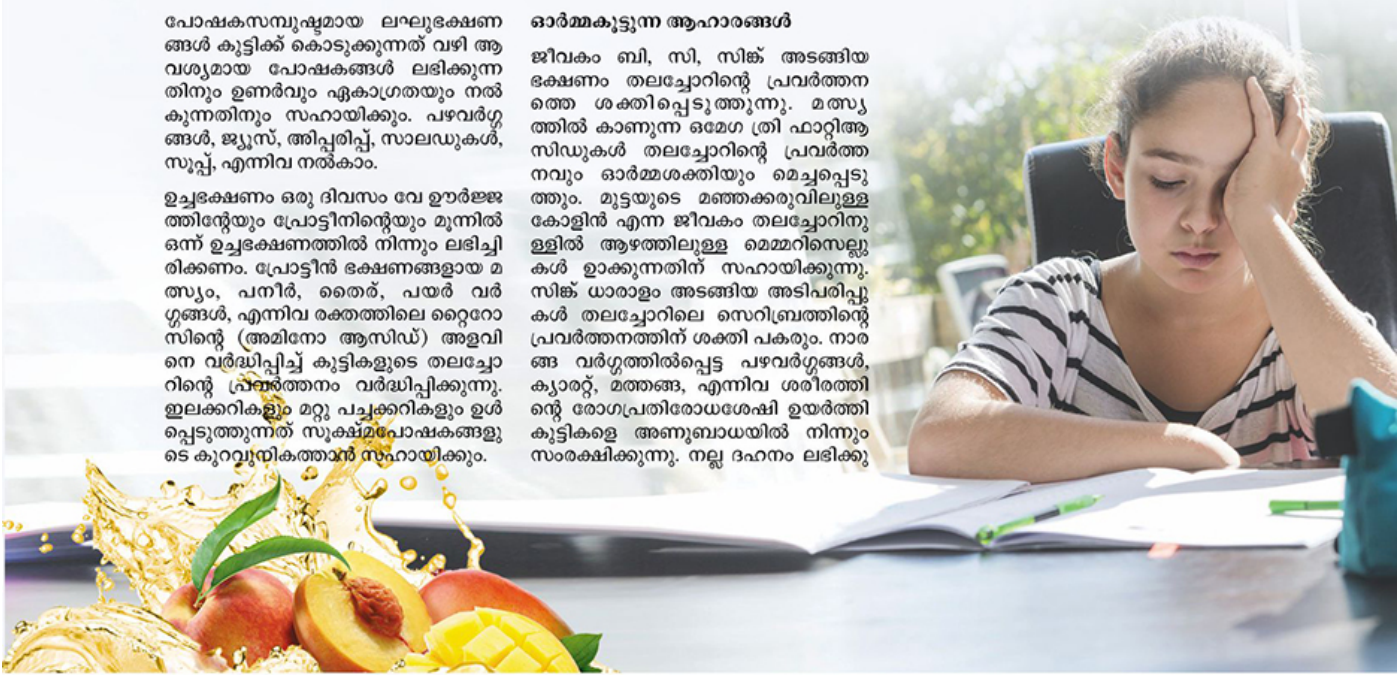 പോഷകസമ്പുഷ്ടമായ ലഘുഭക്ഷണ
ങ്ങൾ കുട്ടിക്ക് കൊടുക്കുന്നത് വഴി ആ
വശ്യമായ പോഷകങ്ങൾ ലഭിക്കുന്ന
തിനും ഉണർവും ഏകാഗ്രതയും നൽ
കുന്നതിനും സഹായിക്കും. പഴവർഗ്ഗ
ങ്ങൾ, ജ്യൂസ്, അിപ്പരിപ്പ്, സാലഡുകൾ,
സൂപ്പ്, എന്നിവ നൽകാം.
ഉച്ചഭക്ഷണം ഒരു ദിവസം വേ ഊർജ്ജ
ത്തിന്റേയും പ്രോട്ടീനിന്റെയും മൂന്നിൽ
ഒന്ന് ഉച്ചഭക്ഷണത്തിൽ നിന്നും ലഭിച്ചി
രിക്കണം. പ്രോട്ടീൻ ഭക്ഷണങ്ങളായ മ
ത്സ്യം, പനീർ, തൈര്, പയർ വർ
ഗ്ഗങ്ങൾ, എന്നിവ രക്തത്തിലെ റ്റൈറോ
സിന്റെ (അമിനോ ആസിഡ്) അളവി
നെ വർദ്ധിപ്പിച്ച് കുട്ടികളുടെ തലച്ചോ
റിന്റെ പ്രവർത്തനം വർദ്ധിപ്പിക്കുന്നു.
ഇലക്കറികളും മറ്റു പച്ചക്കറികളും ഉൾ
പ്പെടുത്തുന്നത് സൂക്ഷ്മപോഷകങ്ങളു
ടെ കുറവുനികത്താൻ സഹായിക്കും.
ഓർമ്മകൂട്ടുന്ന ആഹാരങ്ങൾ
ജീവകം ബി, സി, സിങ്ക് അടങ്ങിയ
ഭക്ഷണം തലച്ചോറിന്റെ പ്രവർത്തന
ത്തെ ശക്തിപ്പെടുത്തുന്നു. മത്സ്യ
ത്തിൽ കാണുന്ന ഒമേഗ ത്രി ഫാറ്റിആ
സിഡുകൾ തലച്ചോറിന്റെ പ്രവർത്ത
നവും ഓർമ്മശക്തിയും മെച്ചപ്പെടു
ത്തും. മുട്ടയുടെ മഞ്ഞക്കരുവിലുള്ള
കോളിൻ എന്ന ജീവകം തലച്ചോറിനു
ള്ളിൽ ആഴത്തിലുള്ള മെമ്മറിസെല്ലു
കൾ ഉാക്കുന്നതിന് സഹായിക്കുന്നു.
സിങ്ക് ധാരാളം അടങ്ങിയ അടിപരിപ്പു
കൾ തലച്ചോറിലെ സെറിബ്രത്തിന്റെ
പ്രവർത്തനത്തിന് ശക്തി പകരും. നാര
ങ്ങ വർഗ്ഗത്തിൽപ്പെട്ട പഴവർഗ്ഗങ്ങൾ,
ക്യാരറ്റ്, മത്തങ്ങ, എന്നിവ ശരീരത്തി
ന്റെ രോഗപ്രതിരോധശേഷി ഉയർത്തി
കുട്ടികളെ അണുബാധയിൽ നിന്നും
സംരക്ഷിക്കുന്നു. നല്ല ദഹനം ലഭിക്കു